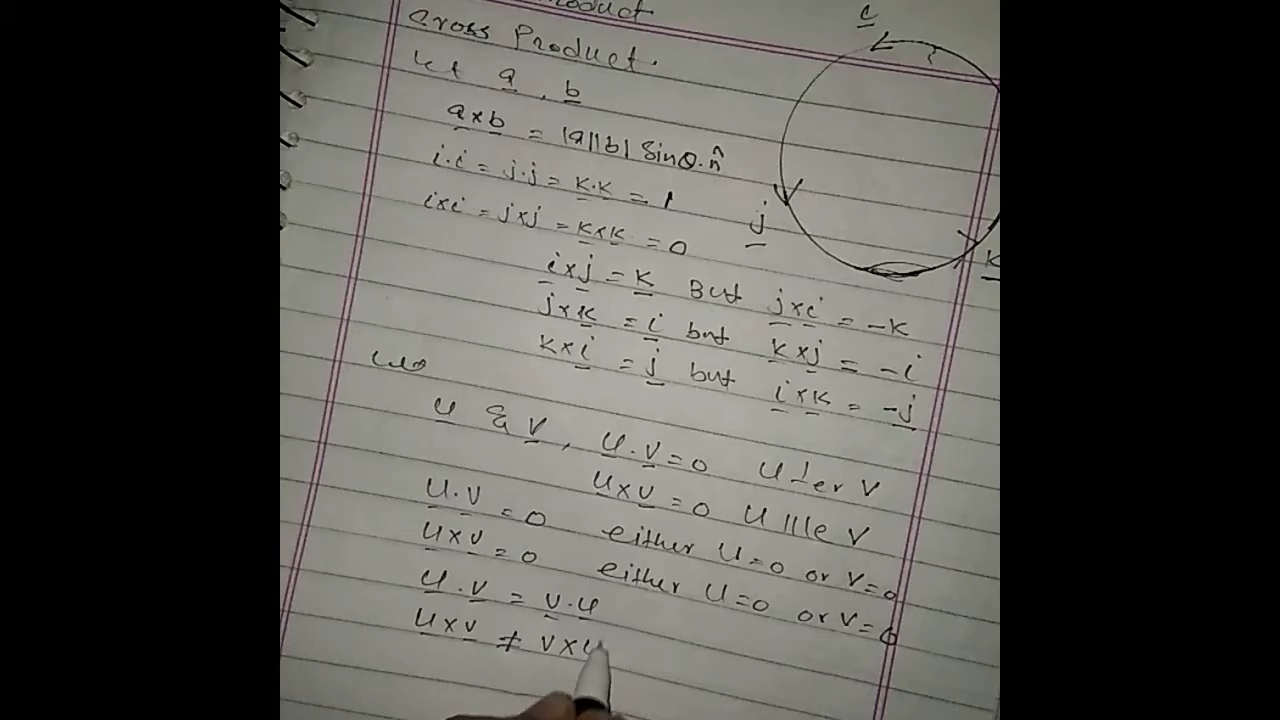 Product
Cross Product.
Let a, b
a×b = |a||b| Sinθ.n̂
i.i = j.j = k.k = 1
i×i = j×j = k×k = 0
j
k
i×j = k But j×i = -k
j×k = i but k×j = -i
k×i = j but i×k = -j
u & v, u.v=0 u ⊥er v
u×v = 0 u |||e v
u.v = 0 either u=0 or v=0
u×v = 0 either u=0 or v=0
u.v = v.u
u×v ≠ v×u